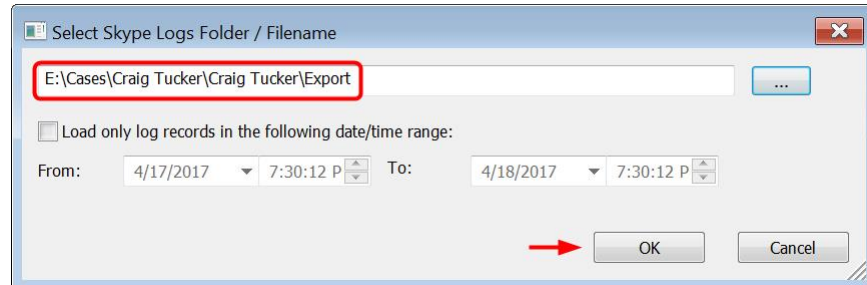 Select Skype Logs Folder / Filename
E:\Cases\Craig Tucker\Craig Tucker\Export
...
Load only log records in the following date/time range:
From: 4/17/2017 7:30:12 P To: 4/18/2017 7:30:12 P
OK Cancel